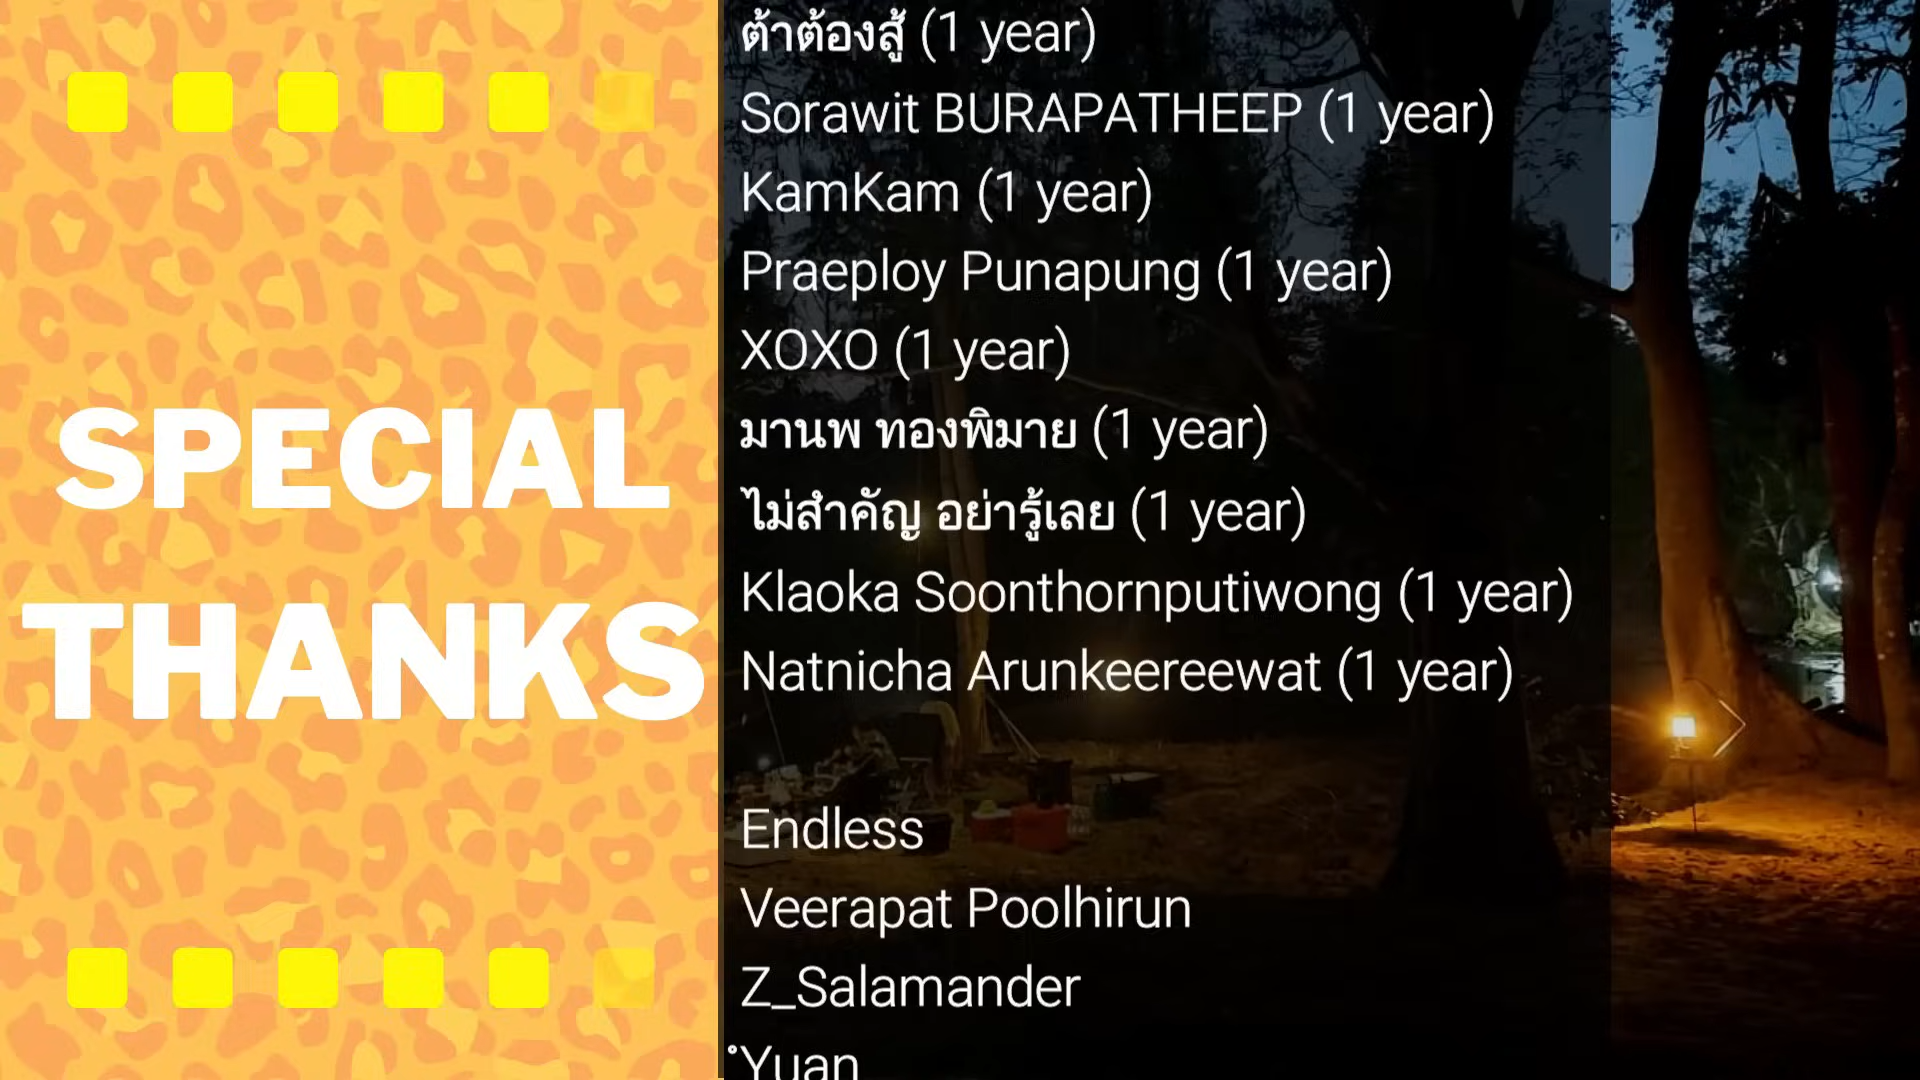 SPECIAL
THANKS
ต้าต้องสู้ (1 year)
Sorawit BURAPATHEEP (1 year)
KamKam (1 year)
Praeploy Punapung (1 year)
XOXO (1 year)
มานพ ทองพิมาย (1 year)
ไม่สำคัญ อย่ารู้เลย (1 year)
Klaoka Soonthornputiwong (1 year)
Natnicha Arunkeereewat (1 year)
Endless
Veerapat Poolhirun
Z_Salamander
ํYuan